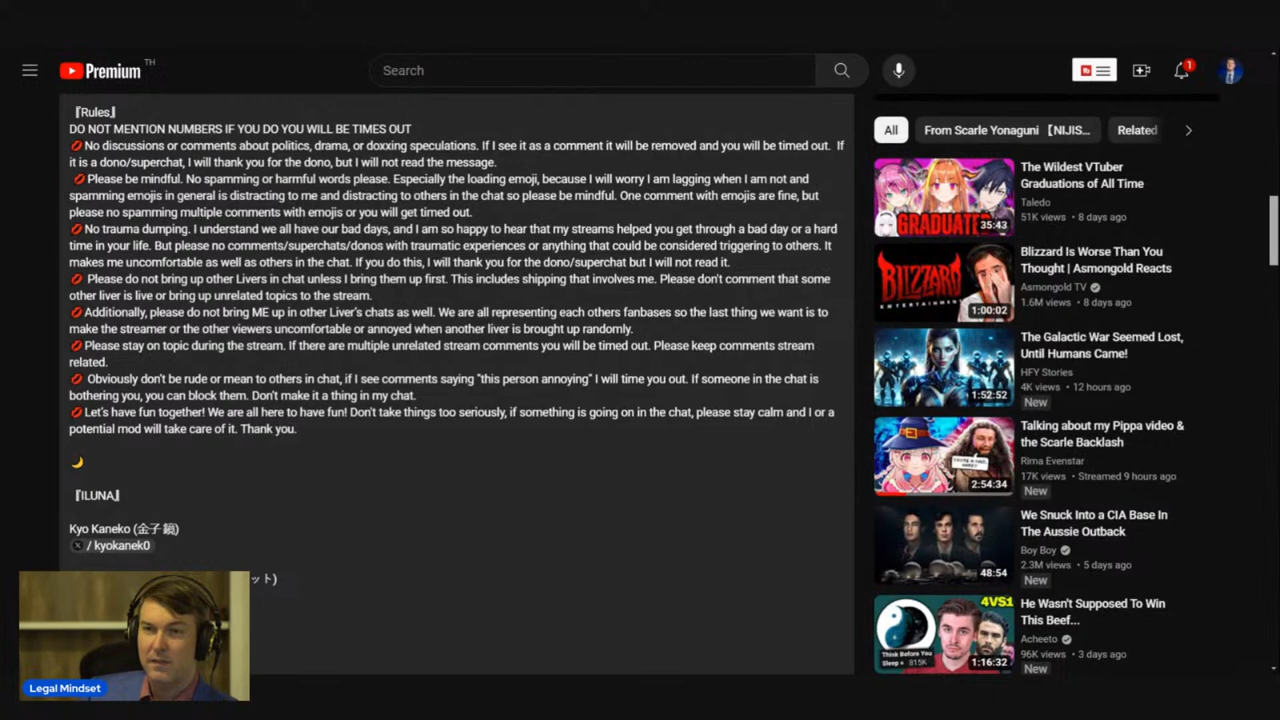 Premium TH
Search
1
『Rules』
DO NOT MENTION NUMBERS IF YOU DO YOU WILL BE TIMES OUT
💋No discussions or comments about politics, drama, or doxxing speculations. If I see it as a comment it will be removed and you will be timed out. If
it is a dono/superchat, I will thank you for the dono, but I will not read the message.
💋Please be mindful. No spamming or harmful words please. Especially the loading emoji, because I will worry I am lagging when I am not and
spamming emojis in general is distracting to me and distracting to others in the chat so please be mindful. One comment with emojis are fine, but
please no spamming multiple comments with emojis or you will get timed out.
💋No trauma dumping. I understand we all have our bad days, and I am so happy to hear that my streams helped you get through a bad day or a hard
time in your life. But please no comments/superchats/donos with traumatic experiences or anything that could be considered triggering to others. It
makes me uncomfortable as well as others in the chat. If you do this, I will thank you for the dono/superchat but I will not read it.
💋 Please do not bring up other Livers in chat unless I bring them up first. This includes shipping that involves me. Please don't comment that some
other liver is live or bring up unrelated topics to the stream.
💋Additionally, please do not bring ME up in other Liver's chats as well. We are all representing each others fanbases so the last thing we want is to
make the streamer or the other viewers uncomfortable or annoyed when another liver is brought up randomly.
💋Please stay on topic during the stream. If there are multiple unrelated stream comments you will be timed out. Please keep comments stream
related.
💋 Obviously don't be rude or mean to others in chat, if I see comments saying "this person annoying" I will time you out. If someone in the chat is
bothering you, you can block them. Don't make it a thing in my chat.
💋Let's have fun together! We are all here to have fun! Don't take things too seriously, if something is going on in the chat, please stay calm and I or a
potential mod will take care of it. Thank you.
🌙
『ILUNA』
Kyo Kaneko (金子鏡)
/ kyokanek0
ット)
Legal Mindset
All
From Scarle Yonaguni 【NIJIS...
Related
GRADUATED
35:43
The Wildest VTuber
Graduations of All Time
Taledo
51K views • 8 days ago
BLIZZARD
ENTERTAINMENT
1:00:02
Blizzard Is Worse Than You
Thought | Asmongold Reacts
Asmongold TV
1.6M views • 8 days ago
1:52:52
The Galactic War Seemed Lost,
Until Humans Came!
HFY Stories
4K views • 12 hours ago
New
2:54:34
Talking about my Pippa video &
the Scarle Backlash
Rima Evenstar
17K views • Streamed 9 hours ago
New
48:54
We Snuck Into a CIA Base In
The Aussie Outback
Boy Boy
2.3M views • 5 days ago
New
4VS1
Think Before You
Sleep 815K
1:16:32
He Wasn't Supposed To Win
This Beef...
Acheeto
96K views • 3 days ago
New